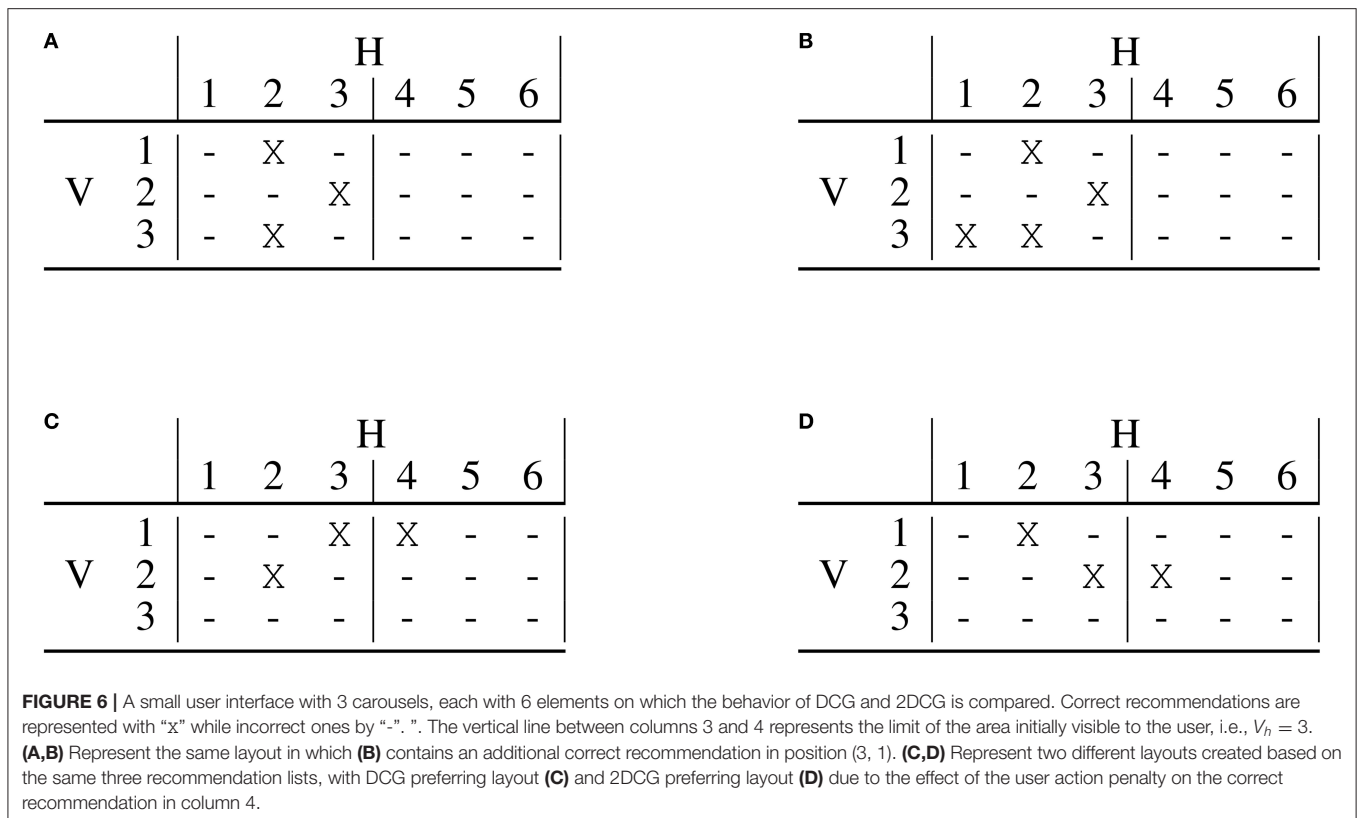 A
H
1 2 3 4 5 6
1 - X - - - -
V 2 - - X - - -
3 - X - - - -
B
H
1 2 3 4 5 6
1 - X - - - -
V 2 - - X - - -
3 X X - - - -
C
H
1 2 3 4 5 6
1 - - X X - -
V 2 - X - - - -
3 - - - - - -
D
H
1 2 3 4 5 6
1 - X - - - -
V 2 - - X X - -
3 - - - - - -
FIGURE 6 | A small user interface with 3 carousels, each with 6 elements on which the behavior of DCG and 2DCG is compared. Correct recommendations are
represented with “x” while incorrect ones by “-”. ”. The vertical line between columns 3 and 4 represents the limit of the area initially visible to the user, i.e., Vh = 3.
(A,B) Represent the same layout in which (B) contains an additional correct recommendation in position (3, 1). (C,D) Represent two different layouts created based on
the same three recommendation lists, with DCG preferring layout (C) and 2DCG preferring layout (D) due to the effect of the user action penalty on the correct
recommendation in column 4.